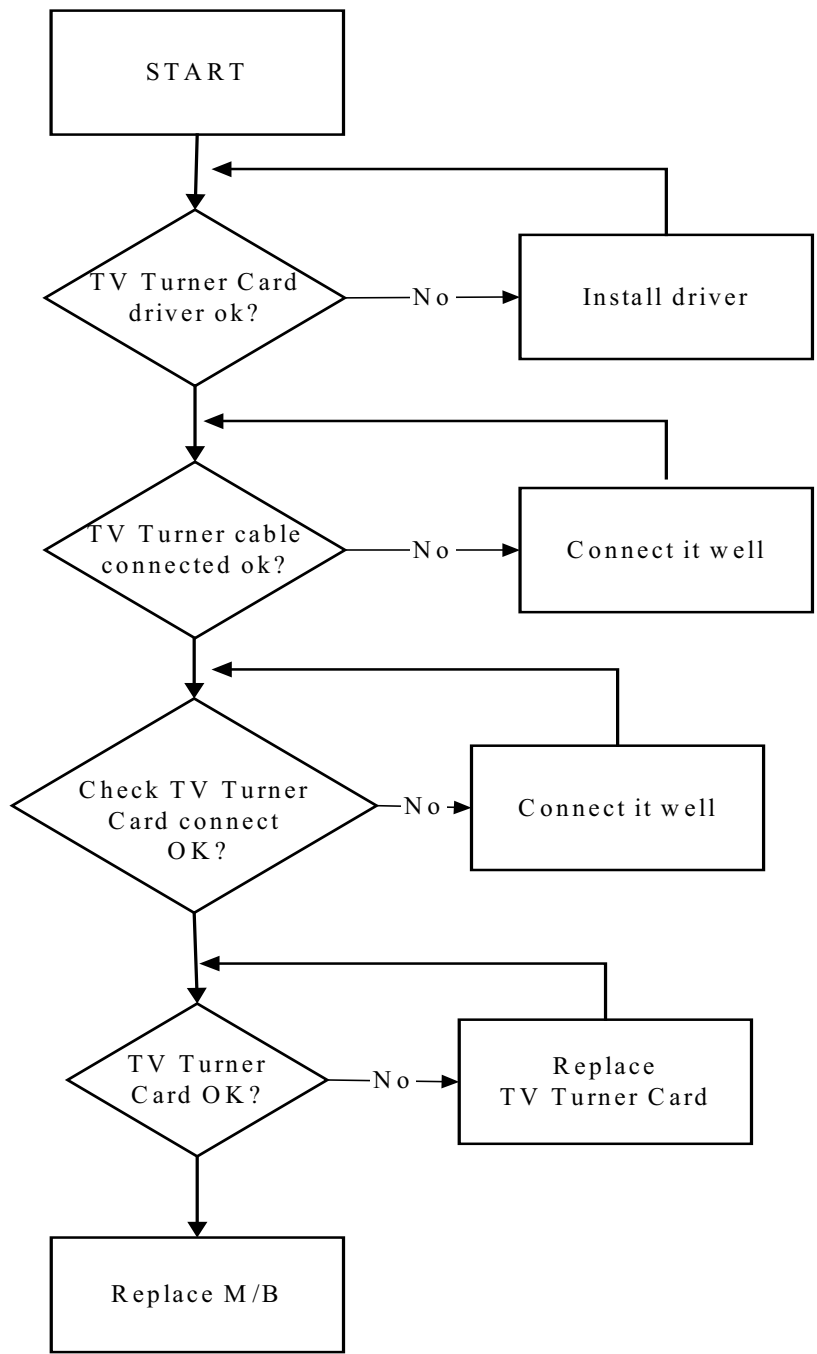 START
TV Turner Card
driver ok?
No
Install driver
TV Turner cable
connected ok?
No
Connect it well
Check TV Turner
Card connect
OK?
No
Connect it well
TV Turner
Card OK?
No
Replace
TV Turner Card
Replace M/B